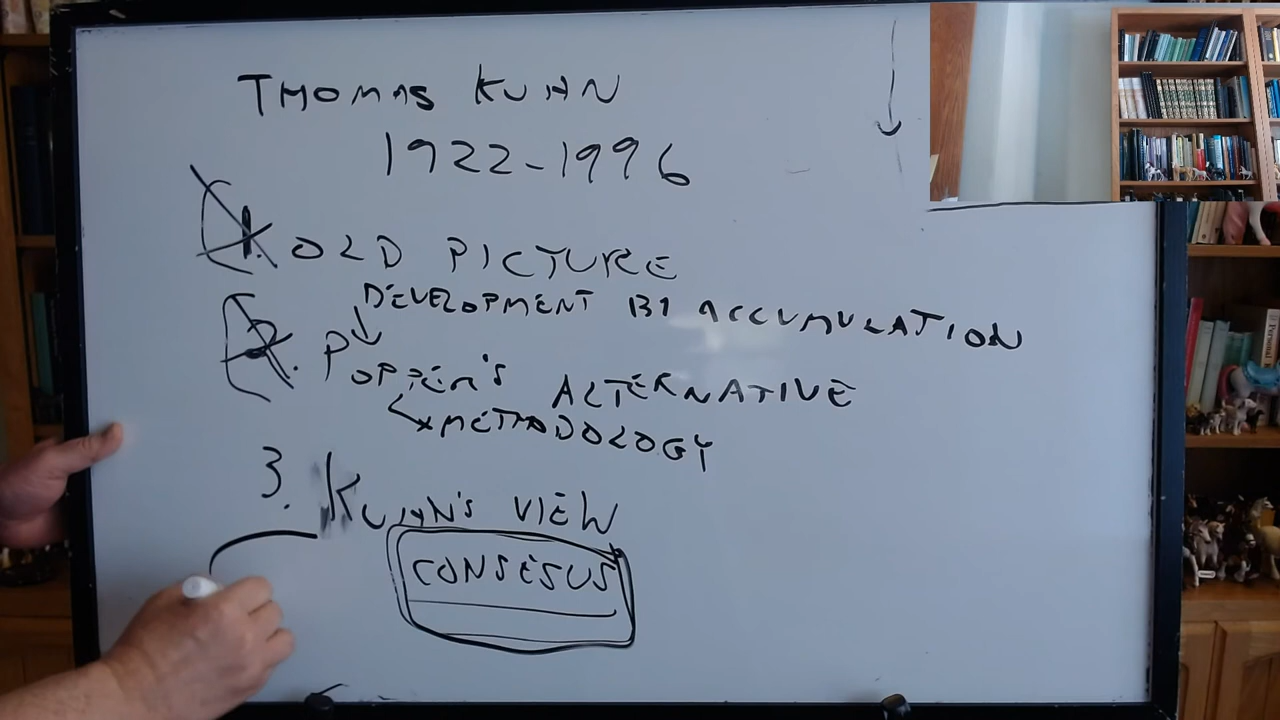 THOMAS KUHN
1922-1996
1. OLD PICTURE
DEVELOPMENT BY ACCUMULATION
2. POPPER'S ALTERNATIVE
METHODOLOGY
3. KUHN'S VIEW
CONSESUS